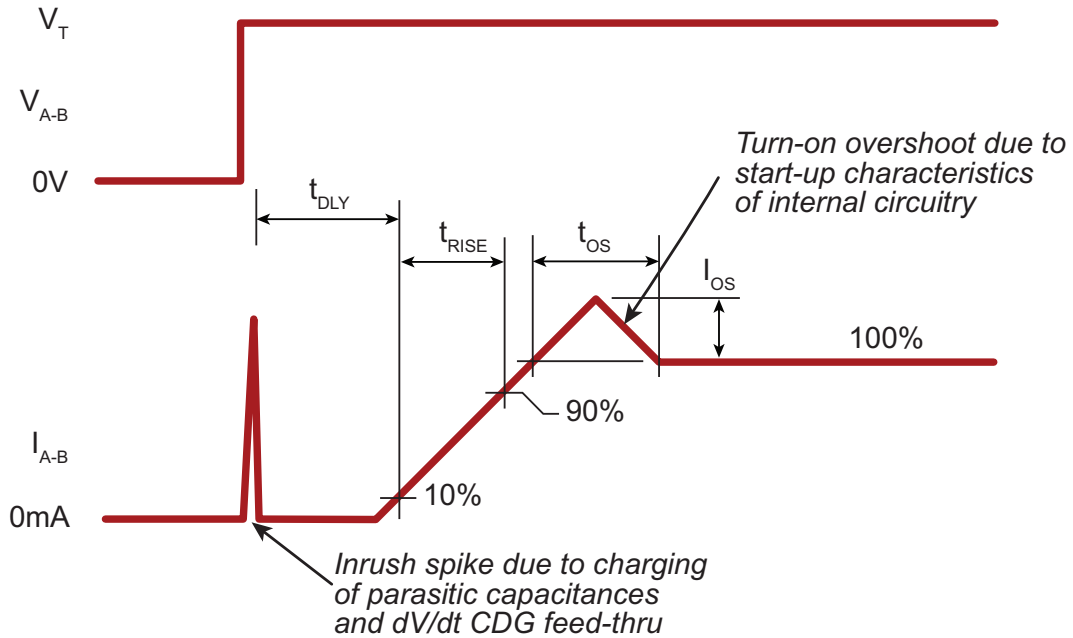 V_T
V_A-B
0V
Turn-on overshoot due to
start-up characteristics
of internal circuitry
t_DLY
t_RISE
t_OS
I_OS
100%
90%
I_A-B
10%
0mA
Inrush spike due to charging
of parasitic capacitances
and dV/dt CDG feed-thru